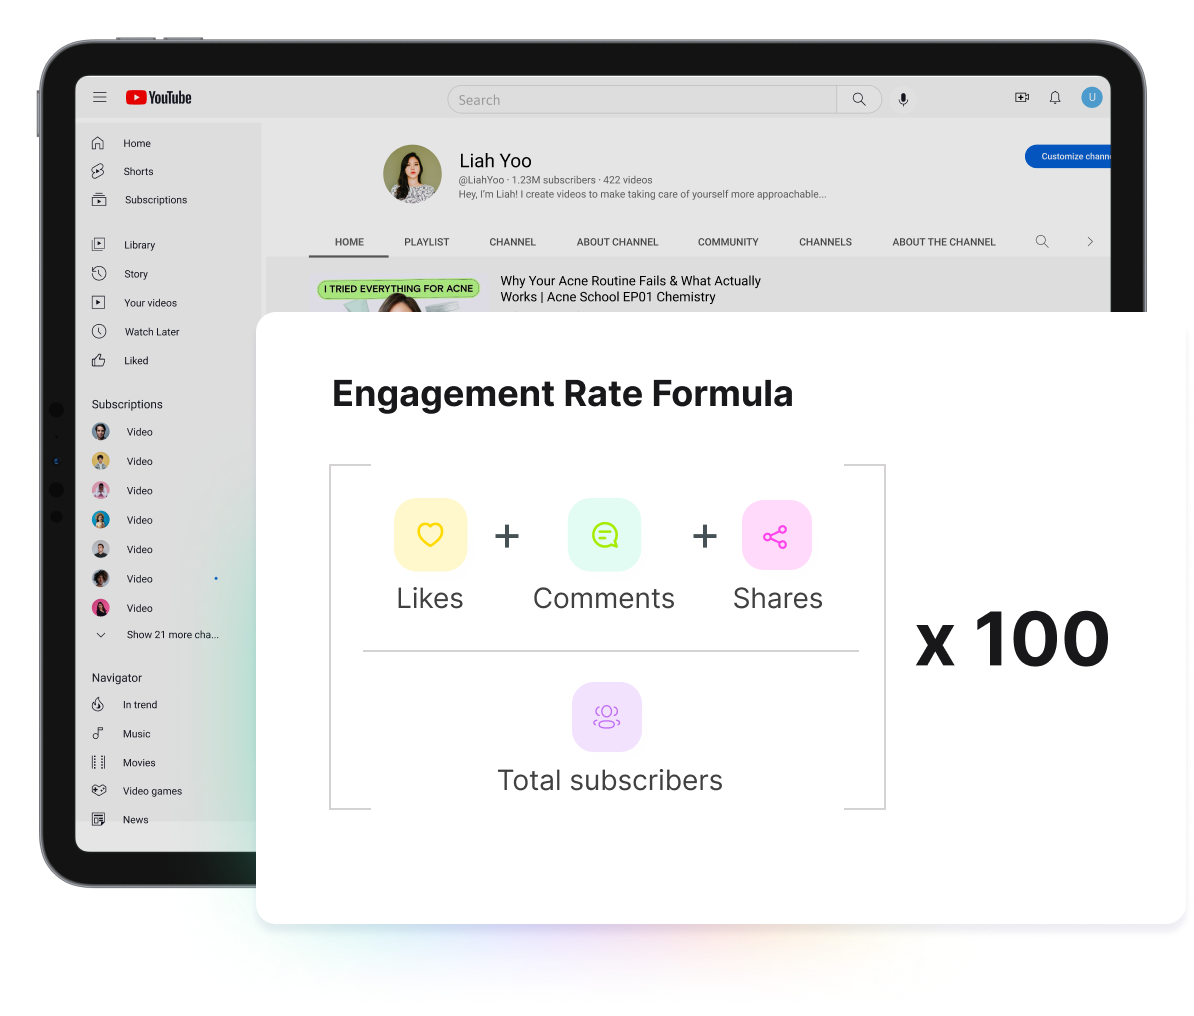 YouTube
Search
U
Home
Shorts
Subscriptions
Library
Story
Your videos
Watch Later
Liked
Subscriptions
Video
Video
Video
Video
Video
Video
Video
Show 21 more cha...
Navigator
In trend
Music
Movies
Video games
News
Liah Yoo
@LiahYoo · 1.23M subscribers · 422 videos
Hey, I'm Liah! I create videos to make taking care of yourself more approachable...
Customize chann
HOME PLAYLIST CHANNEL ABOUT CHANNEL COMMUNITY CHANNELS ABOUT THE CHANNEL
I TRIED EVERYTHING FOR ACNE
Why Your Acne Routine Fails & What Actually
Works | Acne School EP01 Chemistry
Engagement Rate Formula
+ +
Likes Comments Shares
x 100
Total subscribers